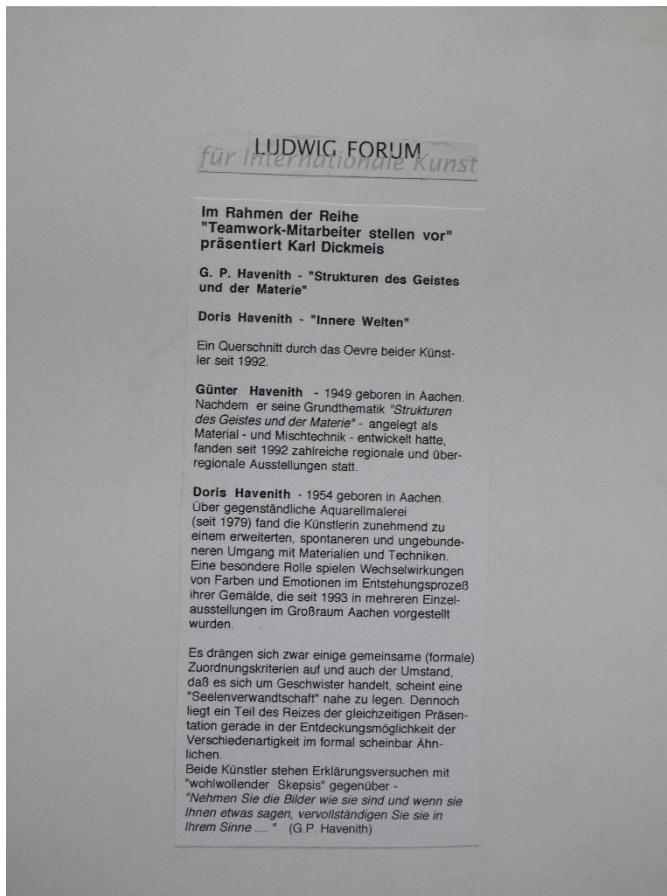 LUDWIG FORUM
für Internationale Kunst
Im Rahmen der Reihe
"Teamwork-Mitarbeiter stellen vor"
präsentiert Karl Dickmeis
G. P. Havenith - "Strukturen des Geistes
und der Materie"
Doris Havenith - "Innere Welten"
Ein Querschnitt durch das Oevre beider Künst-
ler seit 1992.
Günter Havenith - 1949 geboren in Aachen.
Nachdem er seine Grundthematik "Strukturen
des Geistes und der Materie" - angelegt als
Material - und Mischtechnik - entwickelt hatte,
fanden seit 1992 zahlreiche regionale und über-
regionale Ausstellungen statt.
Doris Havenith - 1954 geboren in Aachen.
Über gegenständliche Aquarellmalerei
(seit 1979) fand die Künstlerin zunehmend zu
einem erweiterten, spontaneren und ungebunde-
neren Umgang mit Materialien und Techniken.
Eine besondere Rolle spielen Wechselwirkungen
von Farben und Emotionen im Entstehungsprozeß
ihrer Gemälde, die seit 1993 in mehreren Einzel-
ausstellungen im Großraum Aachen vorgestellt
wurden.
Es drängen sich zwar einige gemeinsame (formale)
Zuordnungskriterien auf und auch der Umstand,
daß es sich um Geschwister handelt, scheint eine
"Seelenverwandtschaft" nahe zu legen. Dennoch
liegt ein Teil des Reizes der gleichzeitigen Präsen-
tation gerade in der Entdeckungsmöglichkeit der
Verschiedenartigkeit im formal scheinbar Ähn-
lichen.
Beide Künstler stehen Erklärungsversuchen mit
"wohlwollender Skepsis" gegenüber -
"Nehmen Sie die Bilder wie sie sind und wenn sie
Ihnen etwas sagen, vervollständigen Sie sie in
Ihrem Sinne .... " (G.P. Havenith)